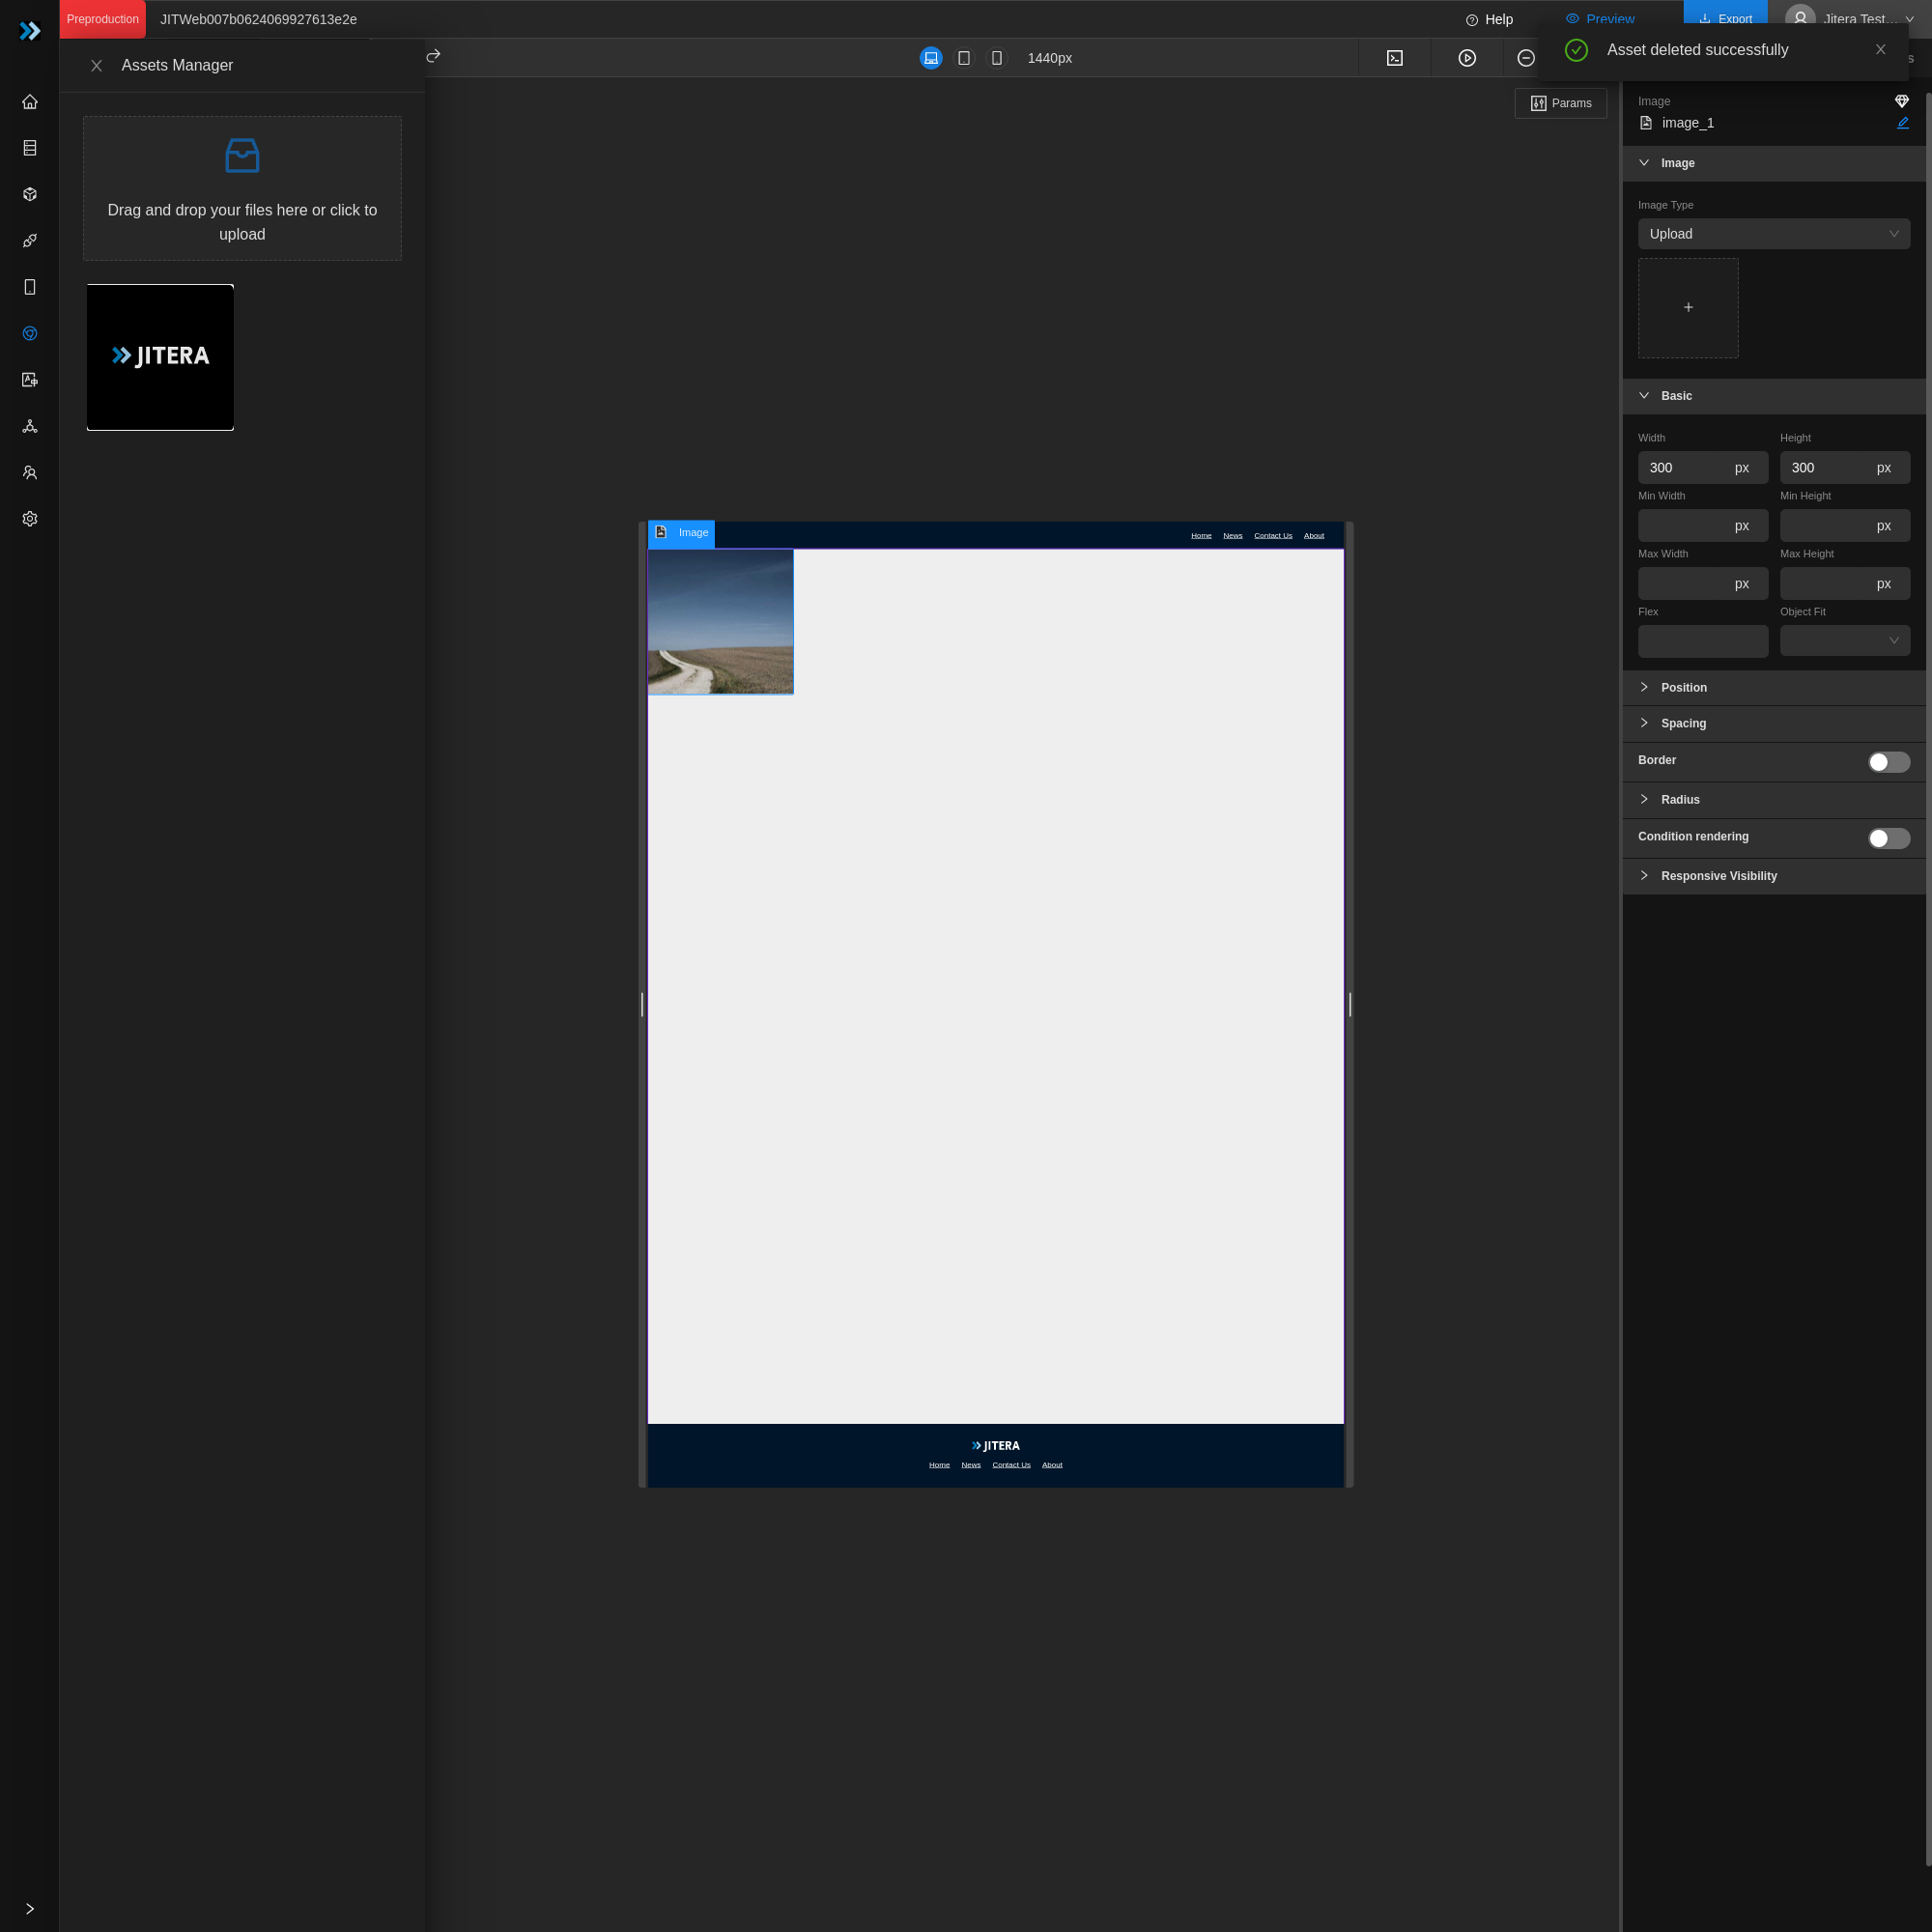 Preproduction
JITWeb007b0624069927613e2e
Help
Preview
Export
Jitera Test...
Asset deleted successfully
Assets Manager
1440px
Params
Drag and drop your files here or click to
upload
JITERA
Image
Home News Contact Us About
JITERA
Home News Contact Us About
Image
image_1
Image
Image Type
Upload
Basic
Width Height
300 px 300 px
Min Width Min Height
px px
Max Width Max Height
px px
Flex Object Fit
Position
Spacing
Border
Radius
Condition rendering
Responsive Visibility